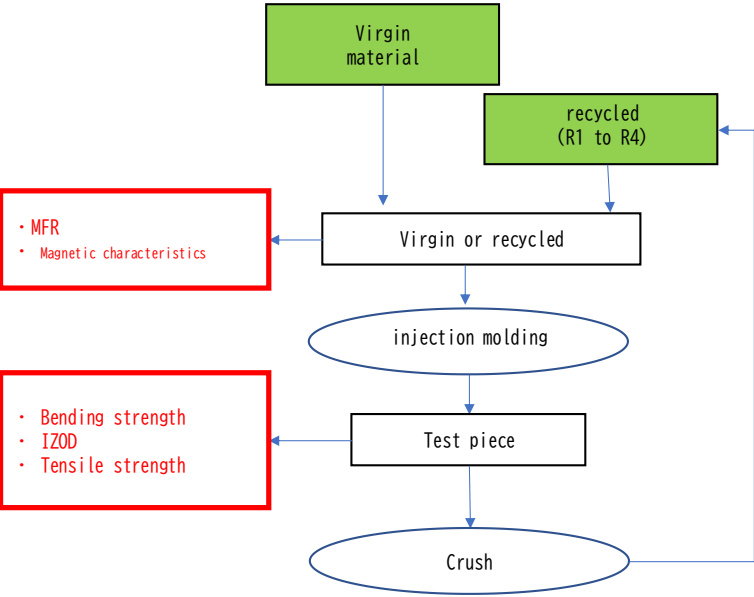 Virgin
material
recycled
(R1 to R4)
・MFR
・ Magnetic characteristics
Virgin or recycled
injection molding
・ Bending strength
・ IZOD
・ Tensile strength
Test piece
Crush